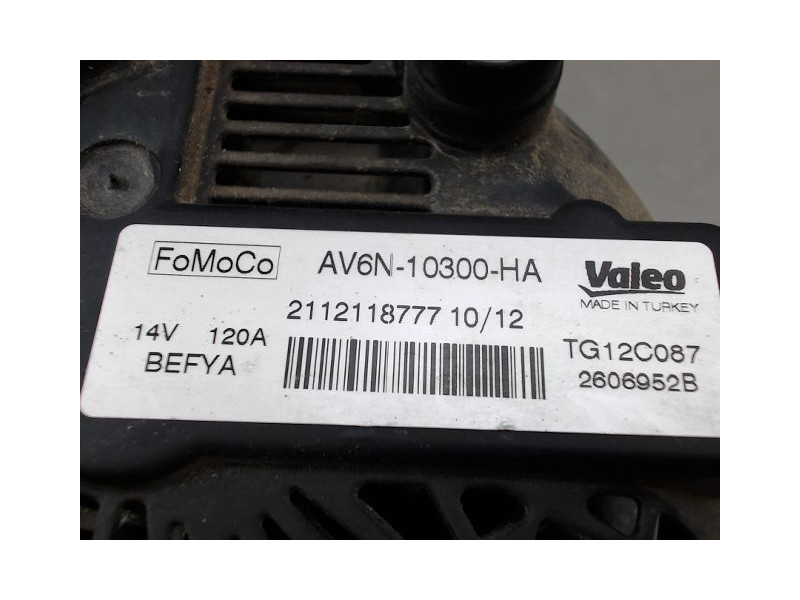 FoMoCo AV6N-10300-HA Valeo
MADE IN TURKEY
2112118777 10/12
14V 120A TG12C087
BEFYA 2606952B